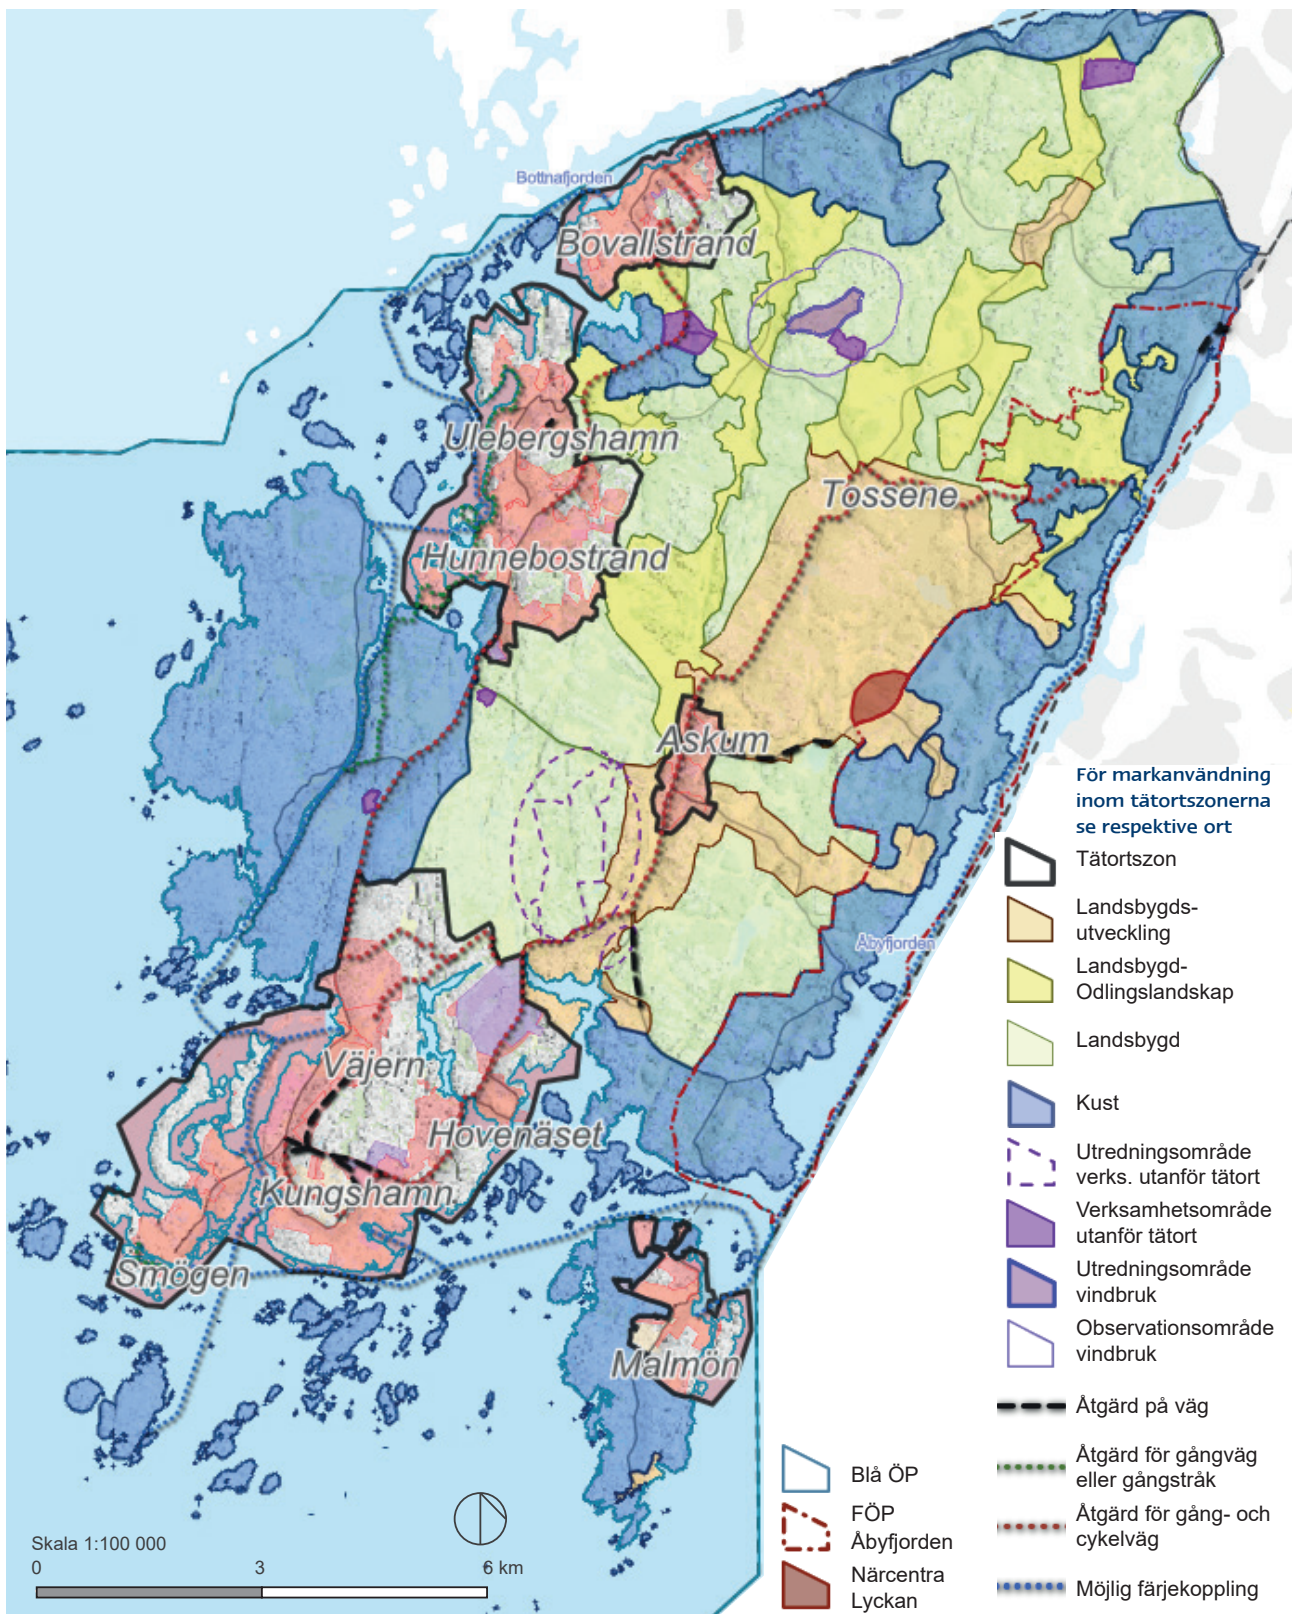 Bottnafjorden
Bovallstrand
Ulebergshamn
Tossene
Hunnebostrand
Askum
För markanvändning
inom tätortszonerna
se respektive ort
Tätortszon
Landsbygds-
utveckling
Landsbygd-
Odlingslandskap
Åbyfjorden
Landsbygd
Väjern
Kust
Hovenäset
Utredningsområde
verks. utanför tätort
Kungshamn
Verksamhetsområde
utanför tätort
Smögen
Utredningsområde
vindbruk
Observationsområde
vindbruk
Malmön
Åtgärd på väg
Blå ÖP
Åtgärd för gångväg
eller gångstråk
FÖP
Åbyfjorden
Åtgärd för gång- och
cykelväg
Skala 1:100 000
0 3 6 km
Närcentra
Lyckan
Möjlig färjekoppling